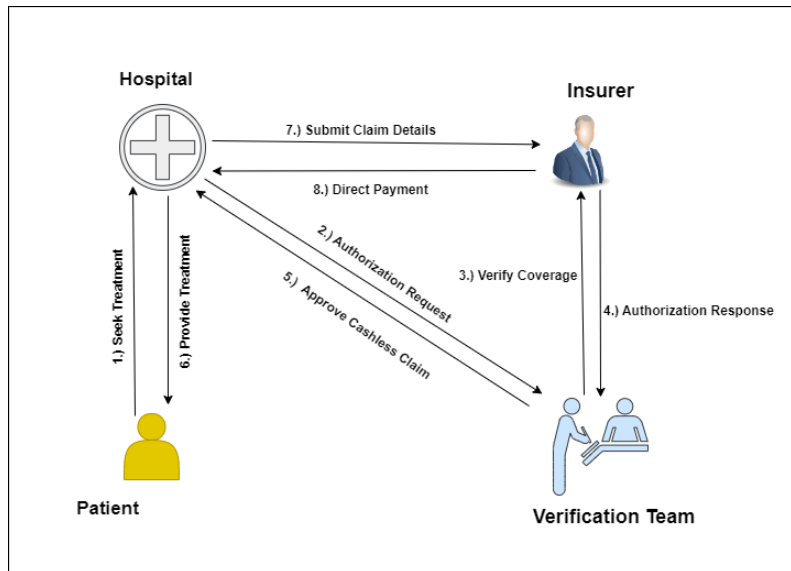 Hospital
Insurer
7.) Submit Claim Details
8.) Direct Payment
1.) Seek Treatment
6.) Provide Treatment
2.) Authorization Request
5.)  Approve Cashless Claim
3.) Verify Coverage
4.) Authorization Response
Patient
Verification Team